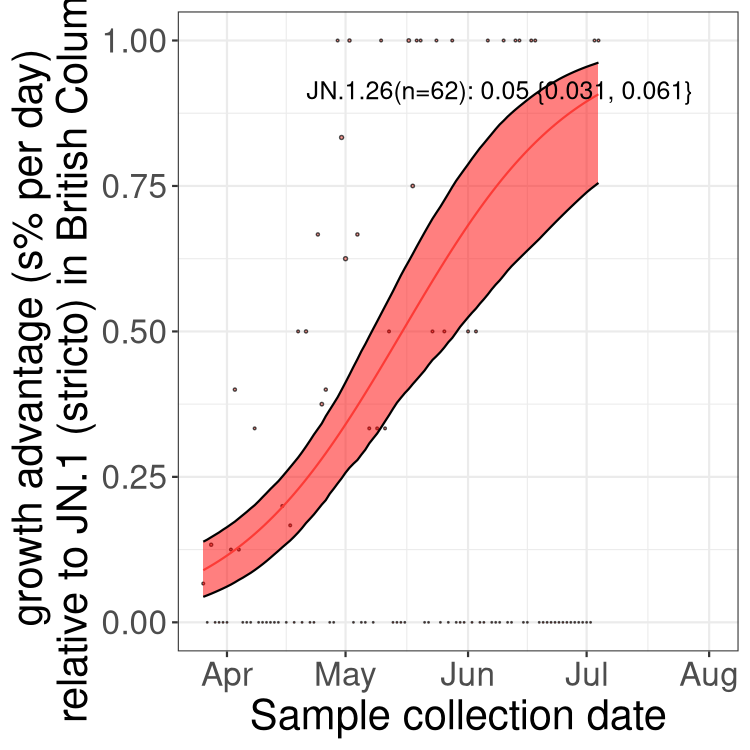 growth advantage (s% per day)
relative to JN.1 (stricto) in British Colum
1.00
0.75
0.50
0.25
0.00
JN.1.26(n=62): 0.05 {0.031, 0.061}
Apr May Jun Jul Aug
Sample collection date